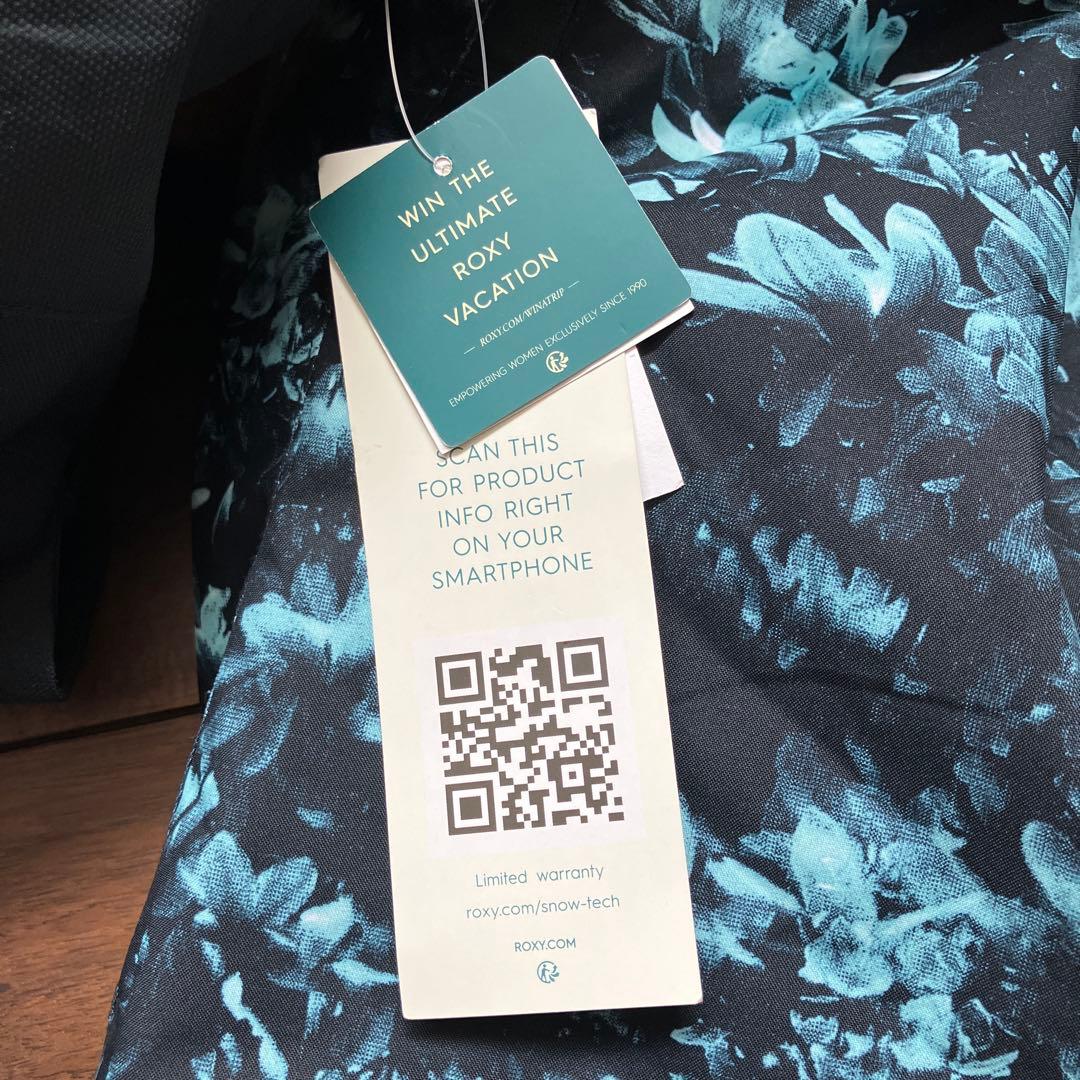 WIN THE
ULTIMATE
ROXY
VACATION
— ROXY.COM/WINATRIP —
EMPOWERING WOMEN EXCLUSIVELY SINCE 1990
SCAN THIS
FOR PRODUCT
INFO RIGHT
ON YOUR
SMARTPHONE
Limited warranty
roxy.com/snow-tech
ROXY.COM